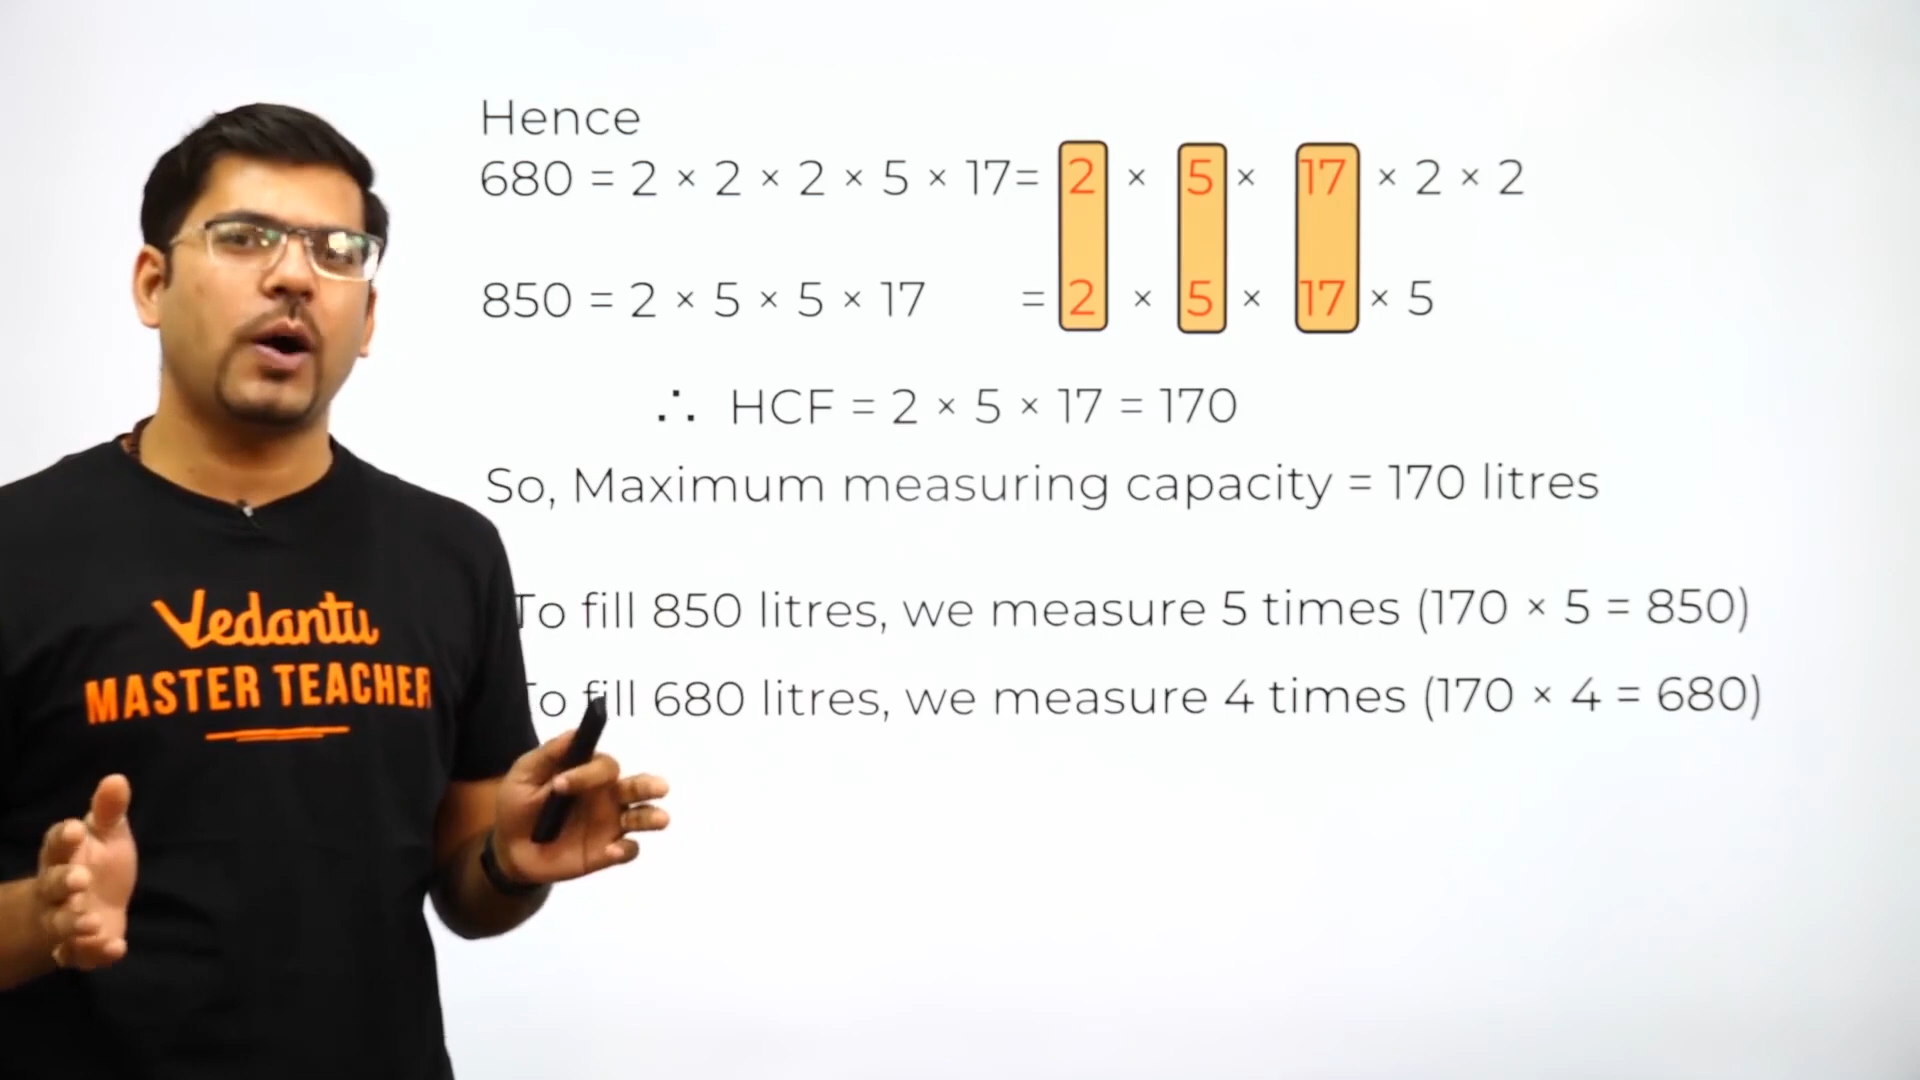 Hence
680 = 2 × 2 × 2 × 5 × 17= 2 × 5 × 17 × 2 × 2
850 = 2 × 5 × 5 × 17 = 2 × 5 × 17 × 5
∴ HCF = 2 × 5 × 17 = 170
So, Maximum measuring capacity = 170 litres
To fill 850 litres, we measure 5 times (170 × 5 = 850)
To fill 680 litres, we measure 4 times (170 × 4 = 680)
Vedantu
MASTER TEACHER